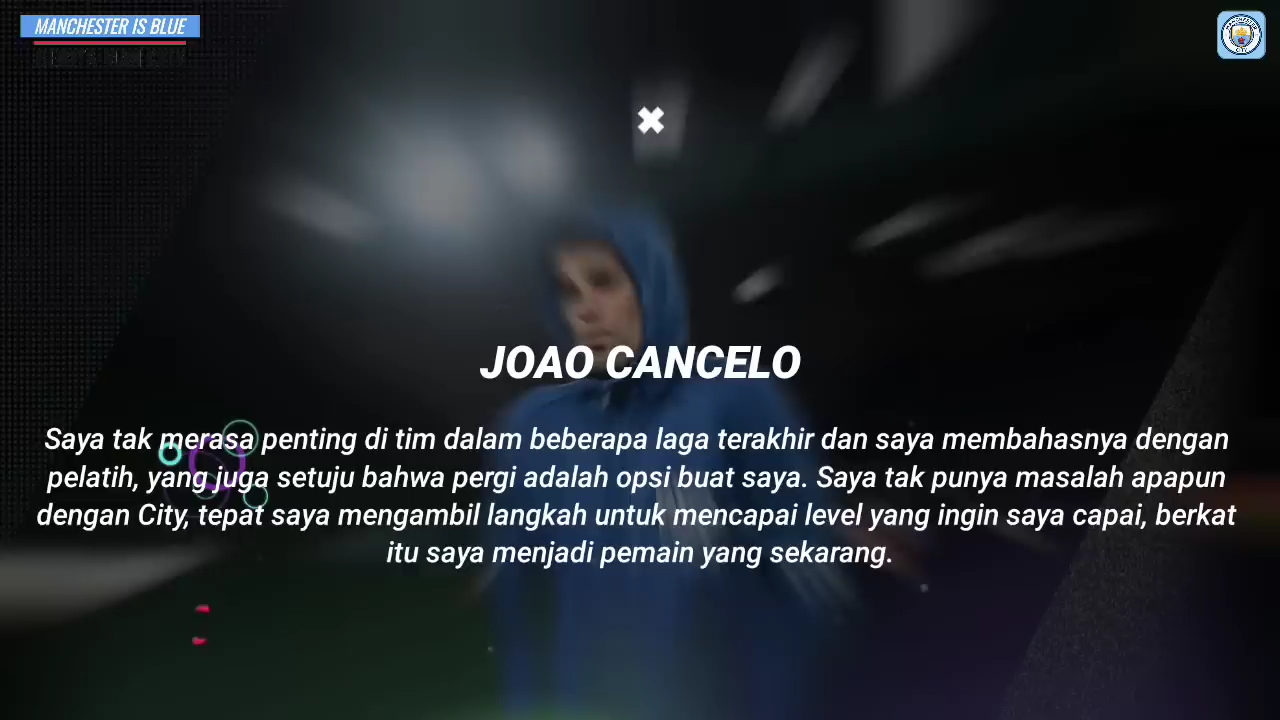 MANCHESTER IS BLUE
JOAO CANCELO
Saya tak merasa penting di tim dalam beberapa laga terakhir dan saya membahasnya dengan
pelatih, yang juga setuju bahwa pergi adalah opsi buat saya. Saya tak punya masalah apapun
dengan City, tepat saya mengambil langkah untuk mencapai level yang ingin saya capai, berkat
itu saya menjadi pemain yang sekarang.